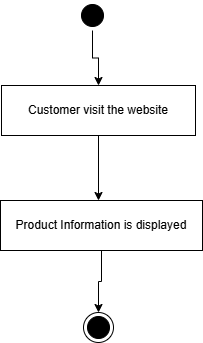 Customer visit the website
Product Information is displayed